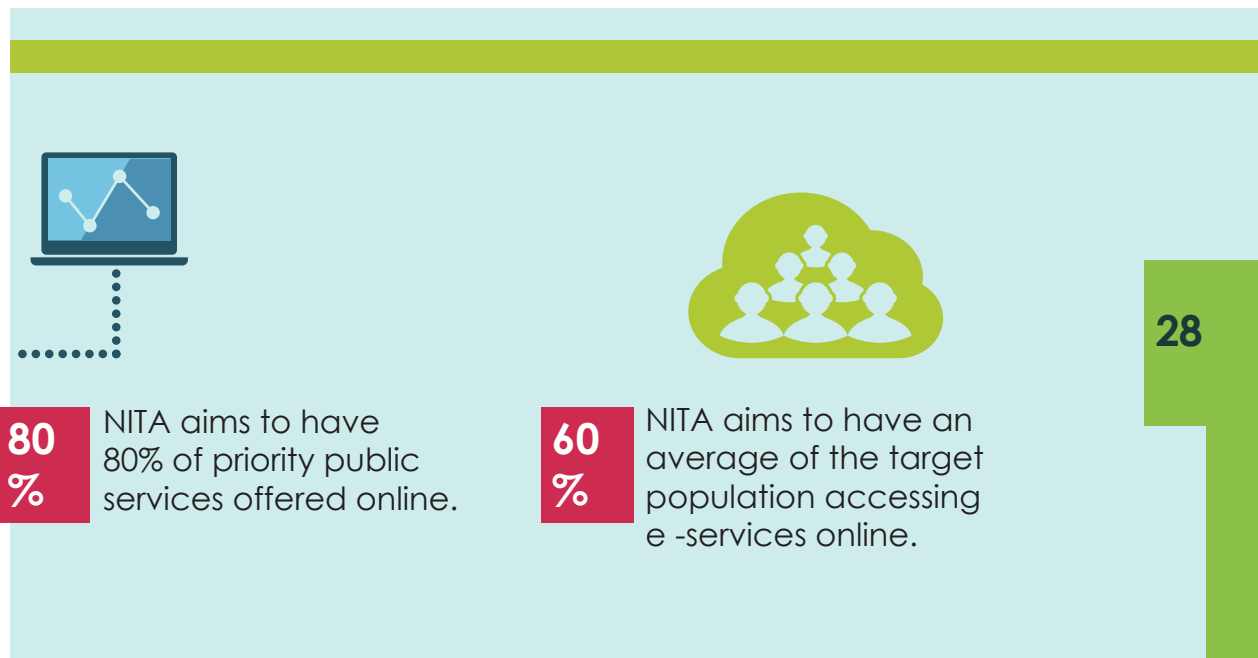 80
%
NITA aims to have
80% of priority public
services offered online.
60
%
NITA aims to have an
average of the target
population accessing
e -services online.
28